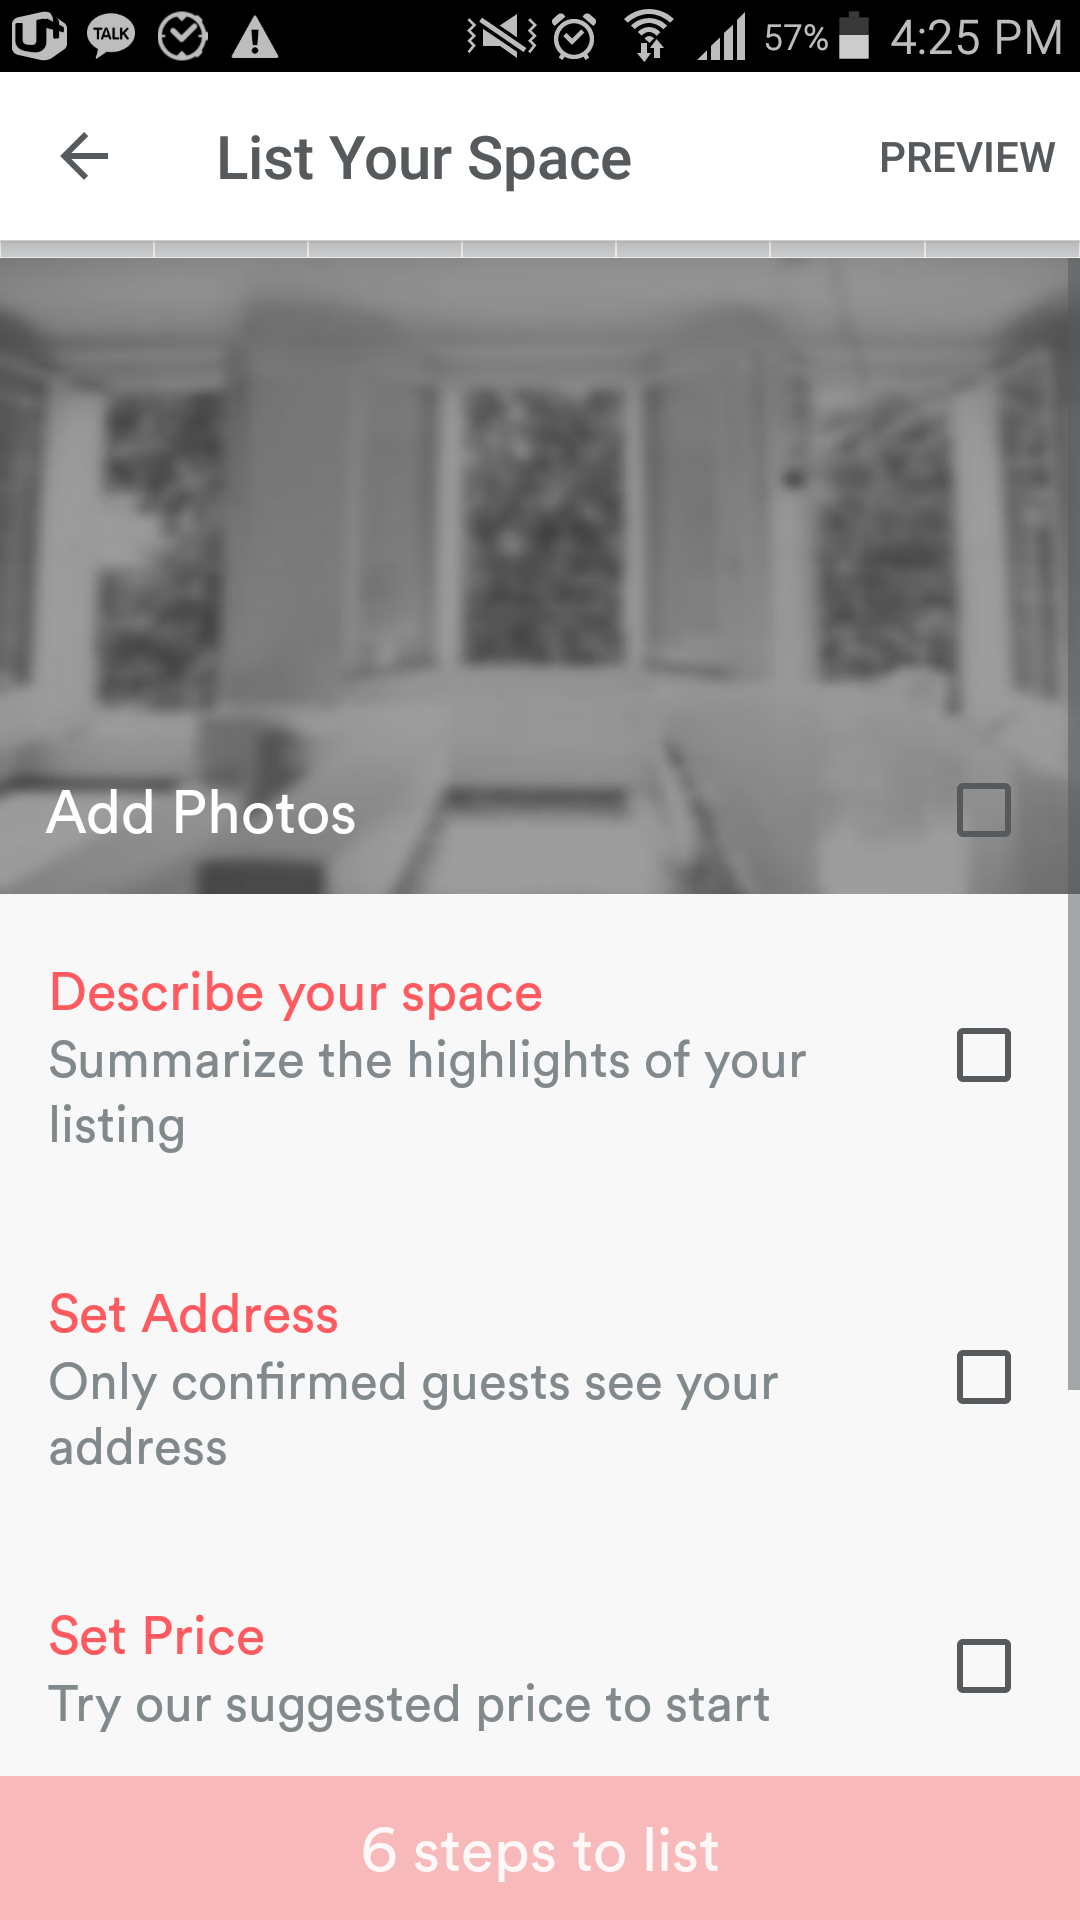 TALK
57%
4:25 PM
List Your Space
PREVIEW
Add Photos
Describe your space
Summarize the highlights of your
listing
Set Address
Only confirmed guests see your
address
Set Price
Try our suggested price to start
6 steps to list